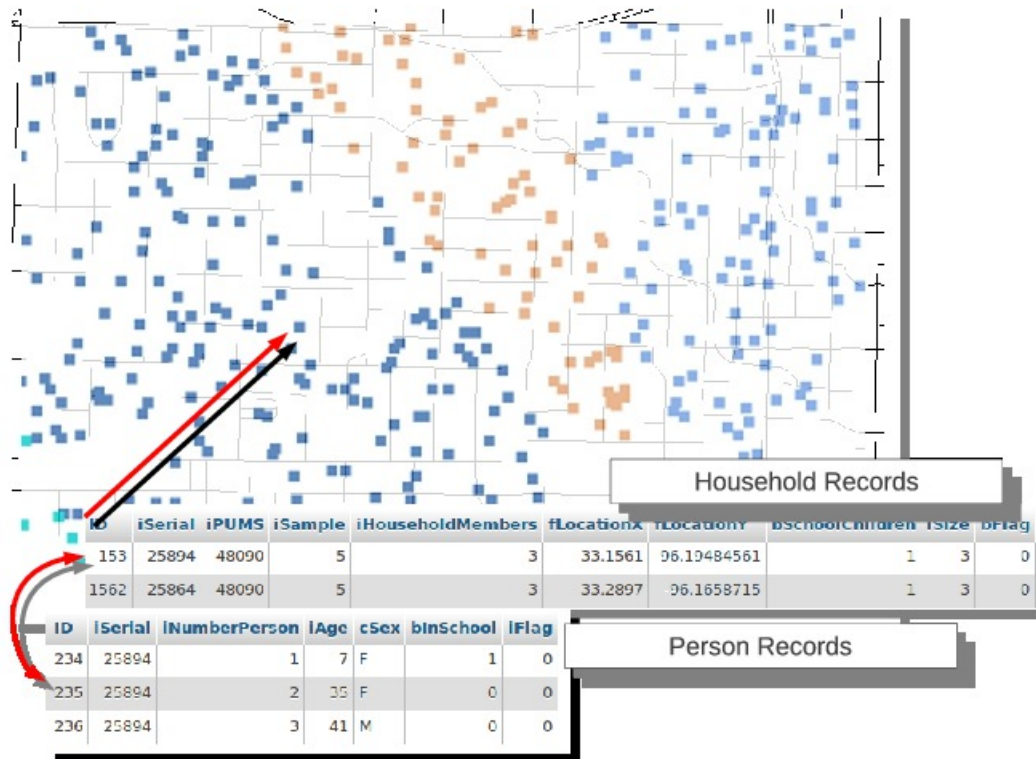 Household Records
ID iSerial iPUMS iSample iHouseholdMembers fLocationX fLocationY bSchoolChildren iSize bFlag
153 25894 48090 5 3 33.1561 96.19484561 1 3 0
1562 25864 48090 5 3 33.2897 -96.1658715 1 3 0
ID iSerial iNumberPerson iAge cSex bInSchool iFlag
Person Records
234 25894 1 7 F 1 0
235 25894 2 35 F 0 0
236 25894 3 41 M 0 0